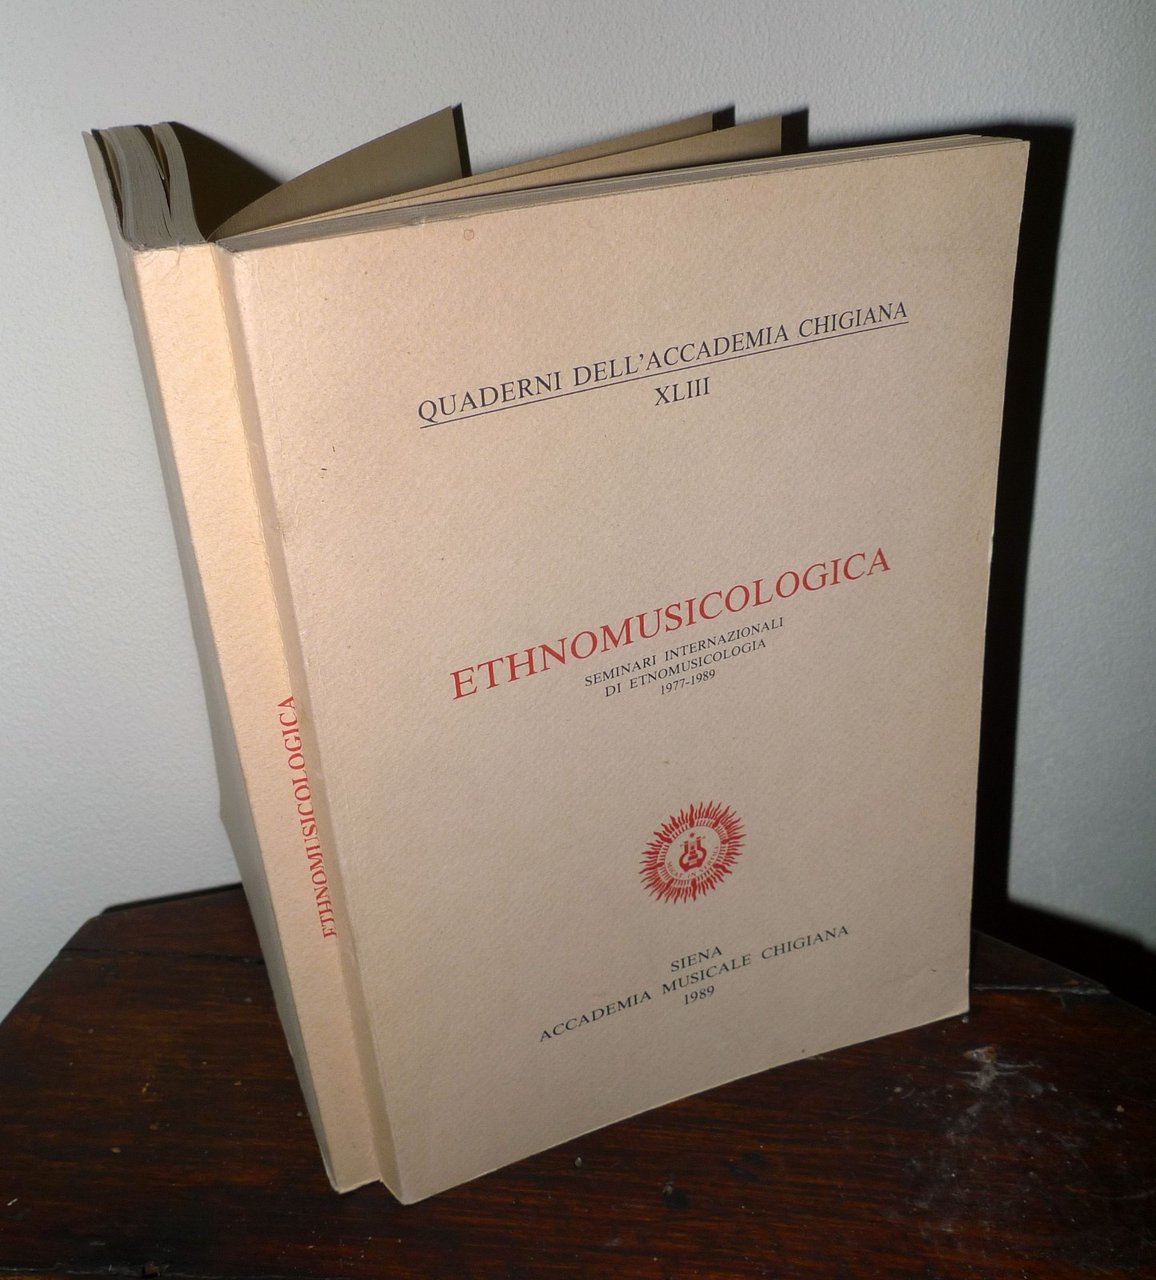 QUADERNI DELL'ACCADEMIA CHIGIANA
XLIII
ETHNOMUSICOLOGICA
SEMINARI INTERNAZIONALI
DI ETNOMUSICOLOGIA
1977-1989
SIENA
ACCADEMIA MUSICALE CHIGIANA
1989
ETHNOMUSICOLOGICA